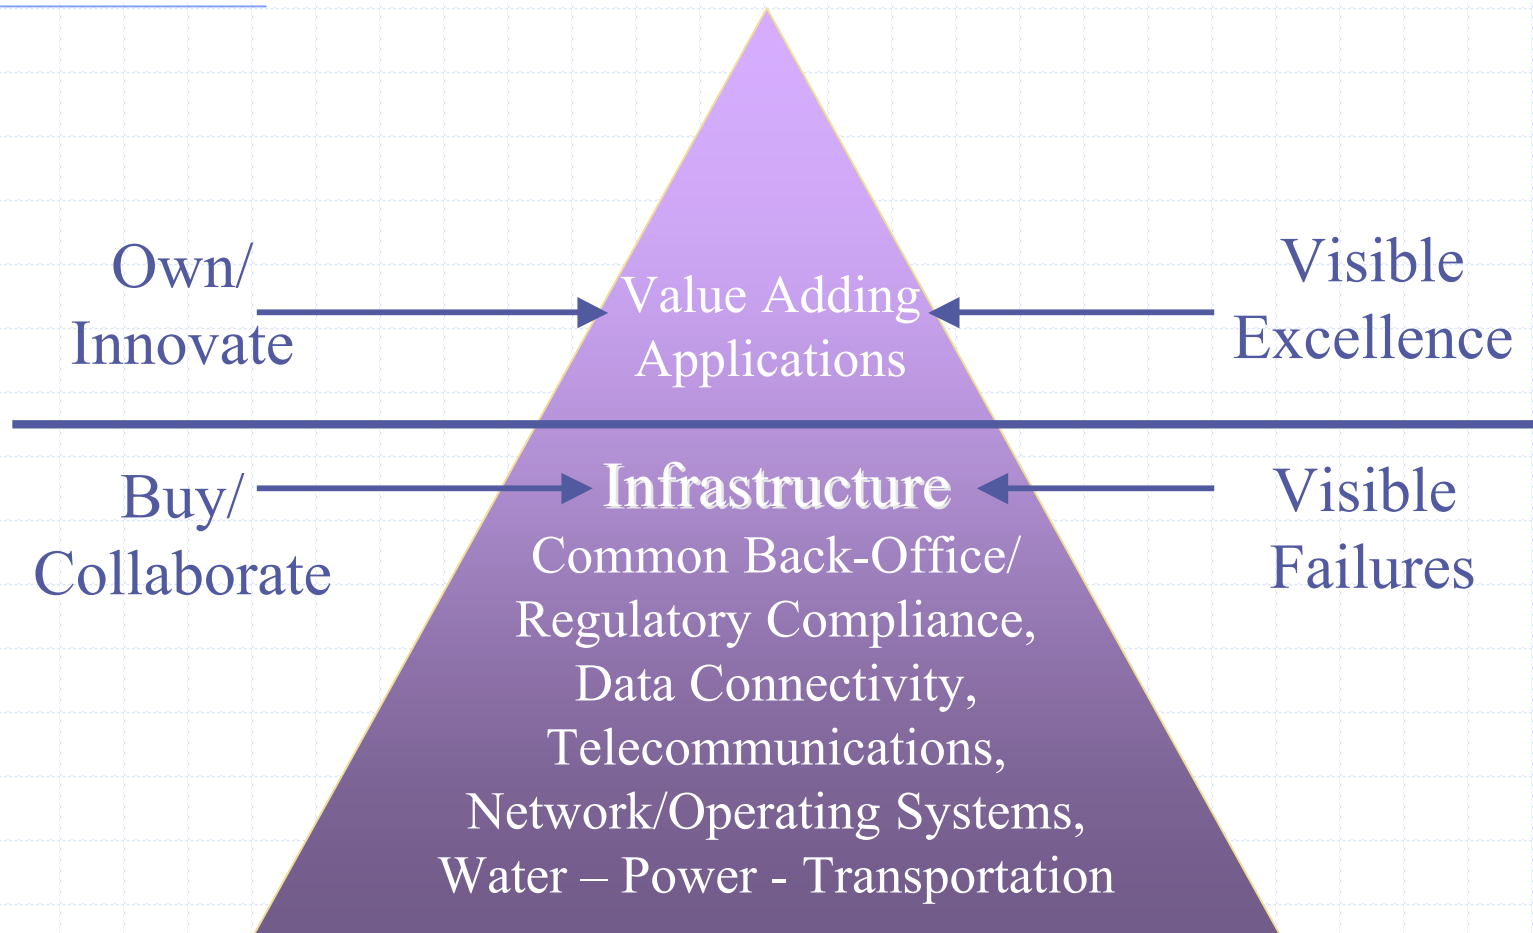 Own/
Innovate
Value Adding
Applications
Visible
Excellence
Buy/
Collaborate
Infrastructure
Common Back-Office/
Regulatory Compliance,
Data Connectivity,
Telecommunications,
Network/Operating Systems,
Water – Power - Transportation
Visible
Failures